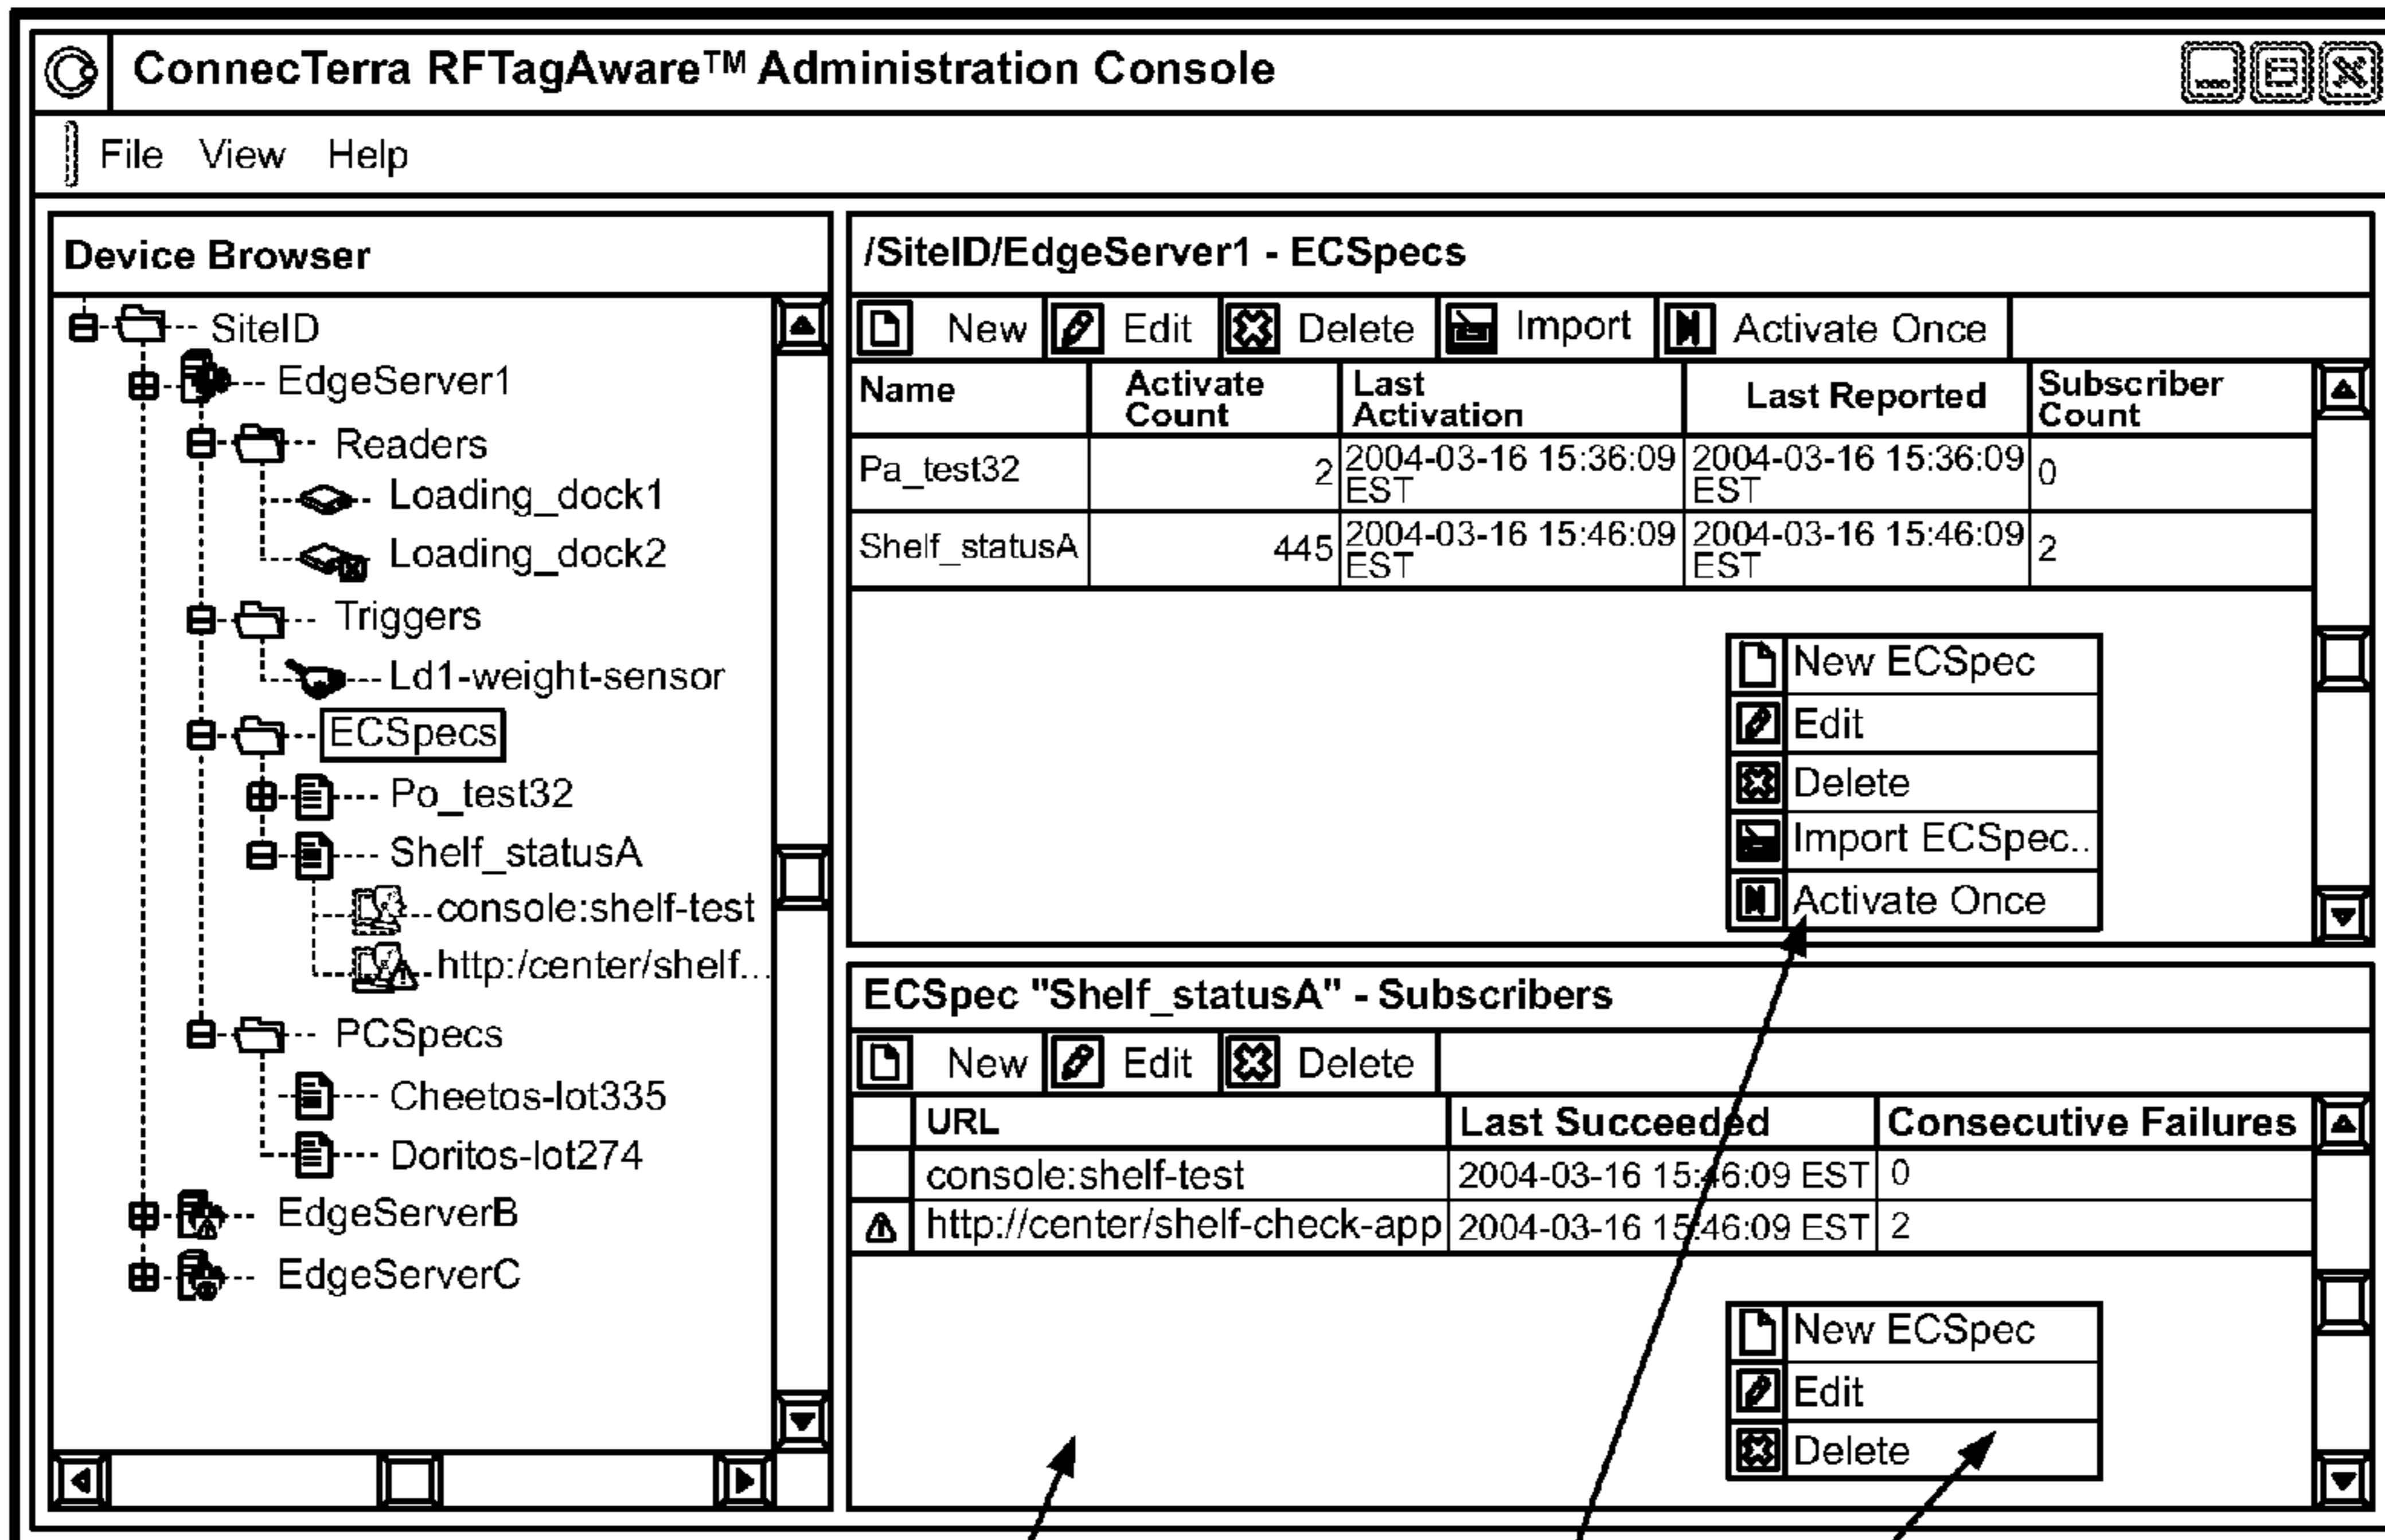 ConnecTerra RFTagAware™ Administration Console
File View Help
Device Browser
SiteID
EdgeServer1
Readers
Loading_dock1
Loading_dock2
Triggers
Ld1-weight-sensor
ECSpecs
Po_test32
Shelf_statusA
console:shelf-test
http:/center/shelf...
PCSpecs
Cheetos-lot335
Doritos-lot274
EdgeServerB
EdgeServerC
/SiteID/EdgeServer1 - ECSpecs
New Edit Delete Import Activate Once
Name Activate Count Last Activation Last Reported Subscriber Count
Pa_test32 2 2004-03-16 15:36:09 EST 2004-03-16 15:36:09 EST 0
Shelf_statusA 445 2004-03-16 15:46:09 EST 2004-03-16 15:46:09 EST 2
New ECSpec
Edit
Delete
Import ECSpec..
Activate Once
ECSpec "Shelf_statusA" - Subscribers
New Edit Delete
URL Last Succeeded Consecutive Failures
console:shelf-test 2004-03-16 15:46:09 EST 0
http://center/shelf-check-app 2004-03-16 15:46:09 EST 2
New ECSpec
Edit
Delete